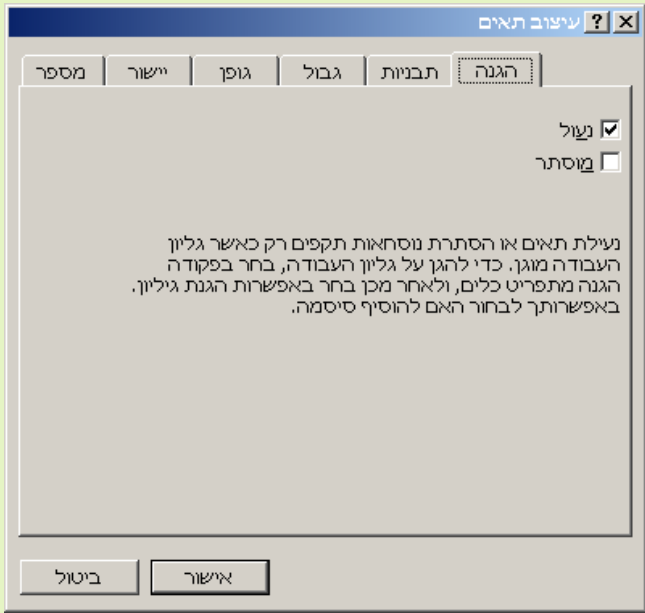 עיצוב תאים
מספר יישור גופן גבול תבניות הגנה
נעול
מוסתר
נעילת תאים או הסתרת נוסחאות תקפים רק כאשר גליון
העבודה מוגן. כדי להגן על גליון העבודה, בחר בפקודה
הגנה מתפריט כלים, ולאחר מכן בחר באפשרות הגנת גיליון.
באפשרותך לבחור האם להוסיף סיסמה.
אישור ביטול